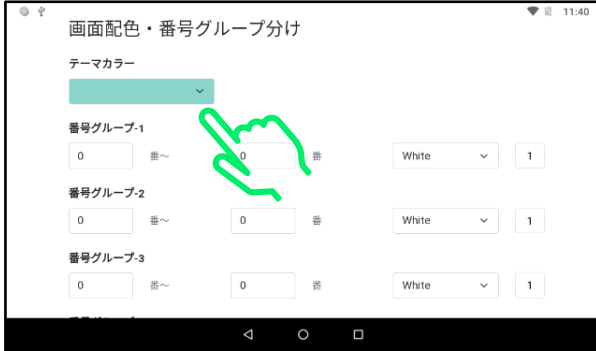 11:40
画面配色・番号グループ分け
テーマカラー
番号グループ-1
0 番～ 0 番 White 1
番号グループ-2
0 番～ 0 番 White 1
番号グループ-3
0 番～ 0 番 White 1